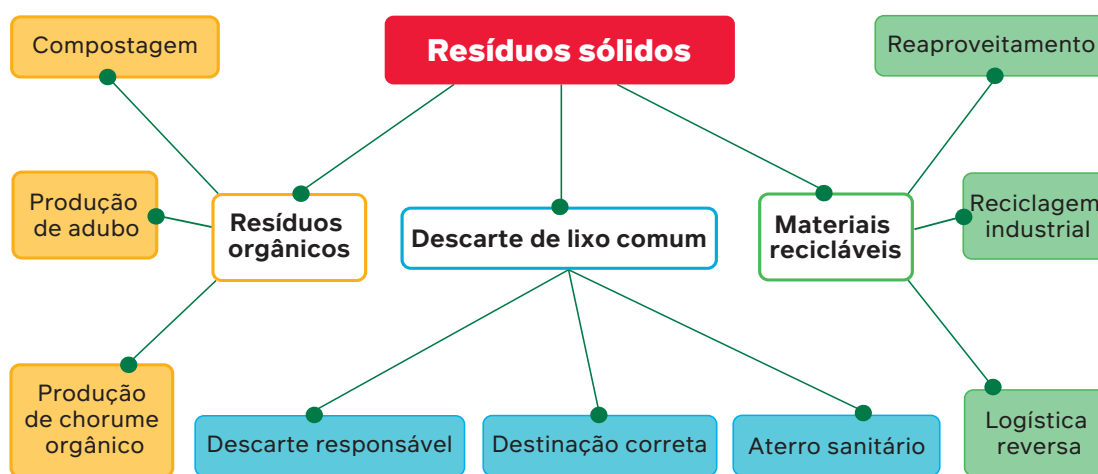 Compostagem
Resíduos sólidos
Reaproveitamento
Produção
de adubo
Resíduos
orgânicos
Descarte de lixo comum
Materiais
recicláveis
Reciclagem
industrial
Produção
de chorume
orgânico
Descarte responsável
Destinação correta
Aterro sanitário
Logística
reversa